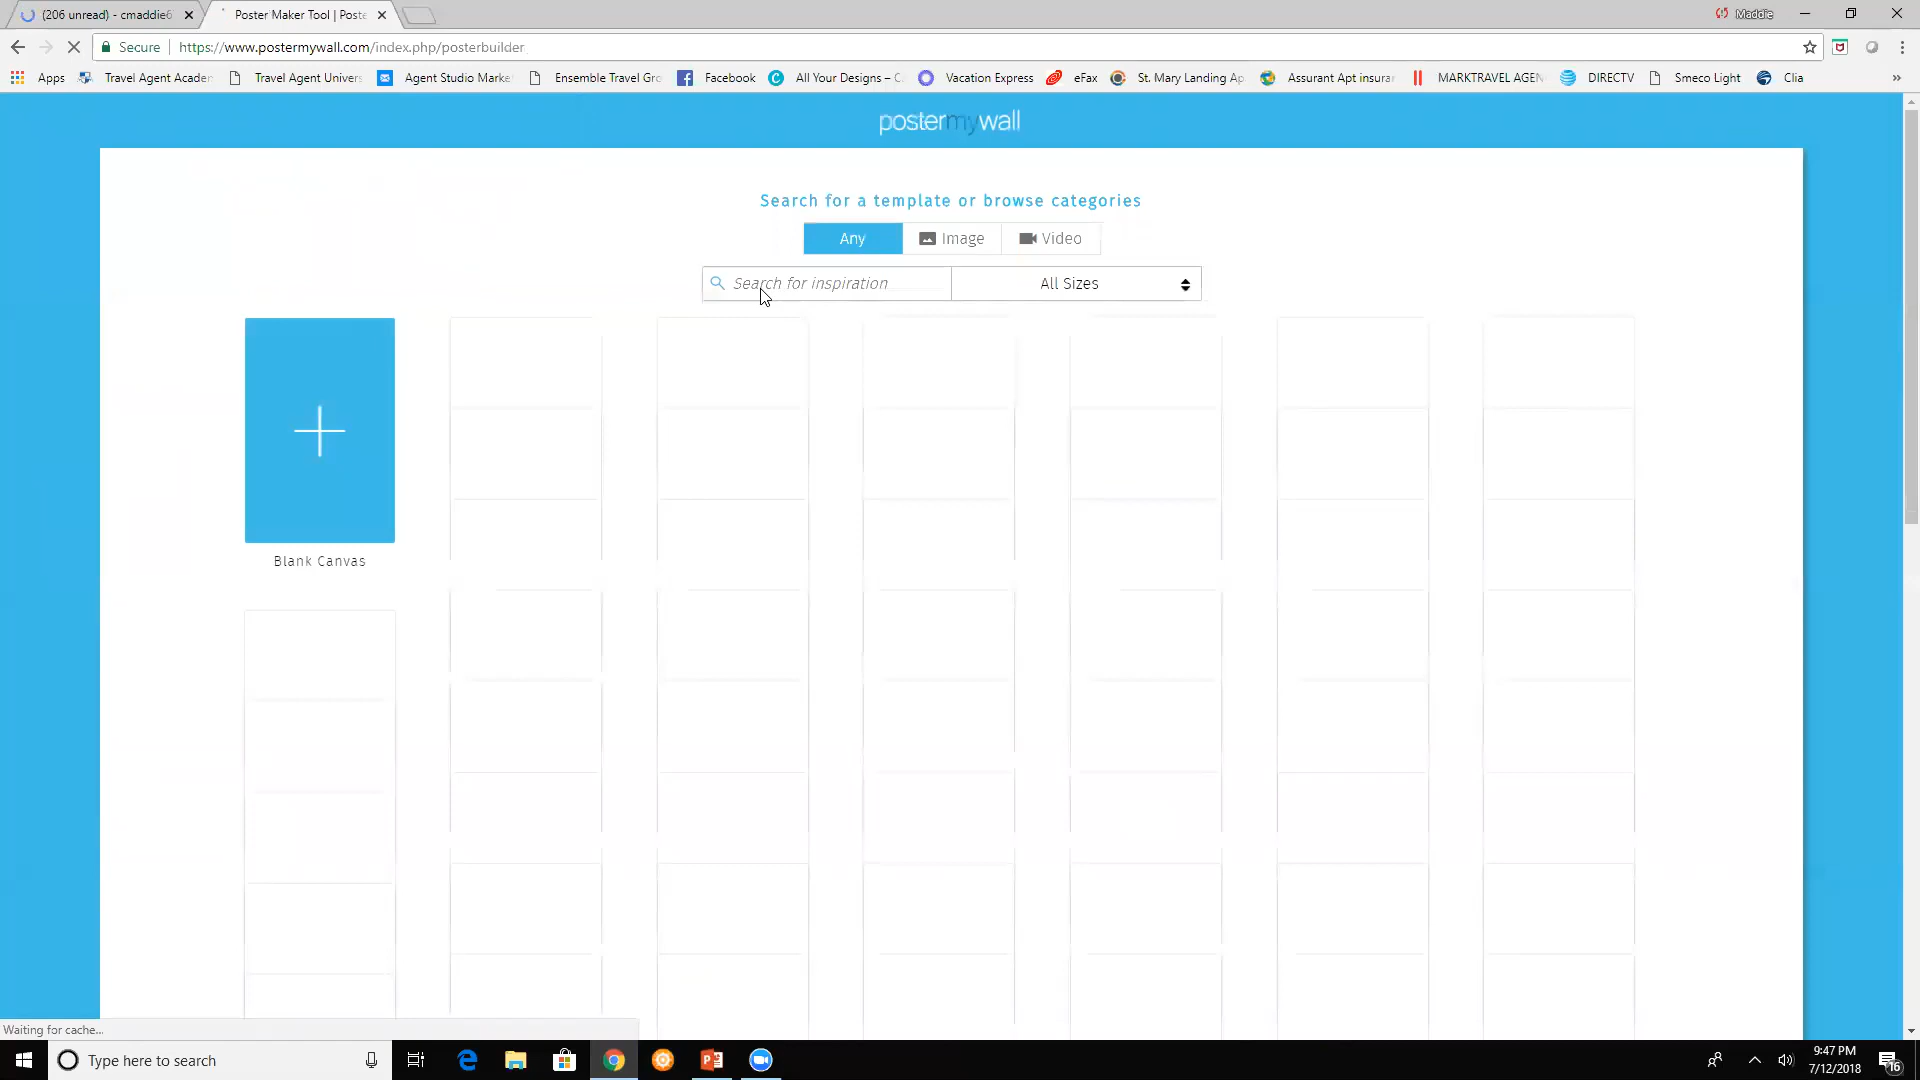 (206 unread) - cmaddie6
Poster Maker Tool | Poste
Maddie
Secure | https://www.postermywall.com/index.php/posterbuilder
Apps Travel Agent Acader Travel Agent Univers Agent Studio Marke Ensemble Travel Gro Facebook All Your Designs – C Vacation Express eFax St. Mary Landing Ap Assurant Apt insurar MARKTRAVEL AGEN DIRECTV Smeco Light Clia »
postermywall
Search for a template or browse categories
Any Image Video
Search for inspiration All Sizes
Blank Canvas
Waiting for cache...
Type here to search
9:47 PM
7/12/2018
16